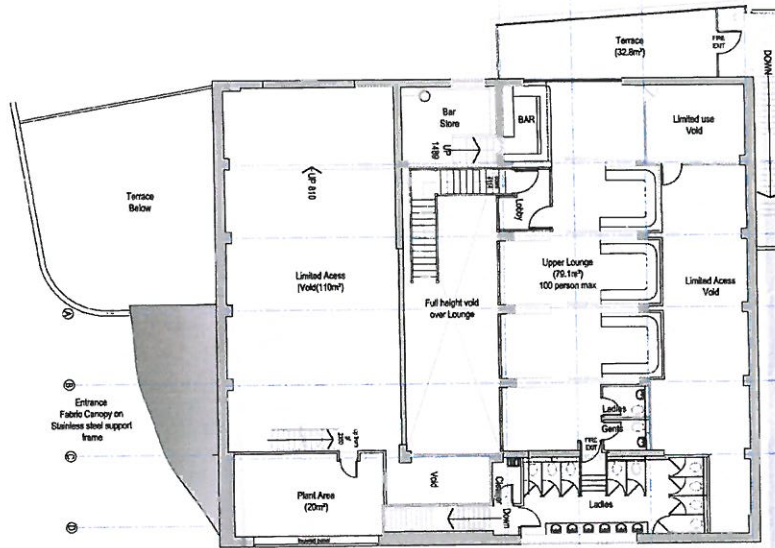 Terrace
(32.8m²)
FIRE
EXIT
DOWN
Bar
Store
BAR
UP
1489
Limited use
Void
UP 810
Lobby
Terrace
Below
Limited Acess
Void(110m²)
Full height void
over Lounge
Upper Lounge
(79.1m²)
100 person max
Limited Acess
Void
A
B
C
D
Entrance
Fabric Canopy on
Stainless steel support
frame
Ladies
Gents
FIRE
EXIT
Void
Plant Area
(20m²)
Cleaner
Down
Ladies